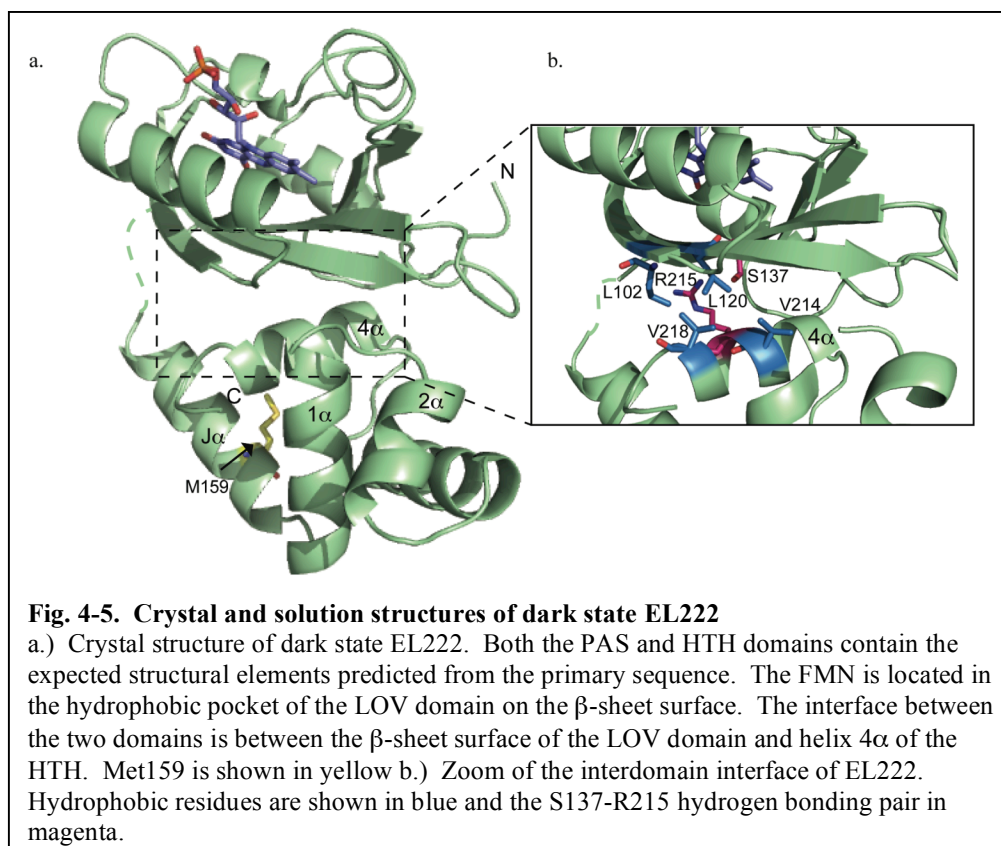 a.
b.
N
S137
R215
L102
L120
V214
V218
4α
4α
C
1α
2α
Jα
M159
Fig. 4-5. Crystal and solution structures of dark state EL222
a.) Crystal structure of dark state EL222. Both the PAS and HTH domains contain the
expected structural elements predicted from the primary sequence. The FMN is located in
the hydrophobic pocket of the LOV domain on the β-sheet surface. The interface between
the two domains is between the β-sheet surface of the LOV domain and helix 4α of the
HTH. Met159 is shown in yellow b.) Zoom of the interdomain interface of EL222.
Hydrophobic residues are shown in blue and the S137-R215 hydrogen bonding pair in
magenta.